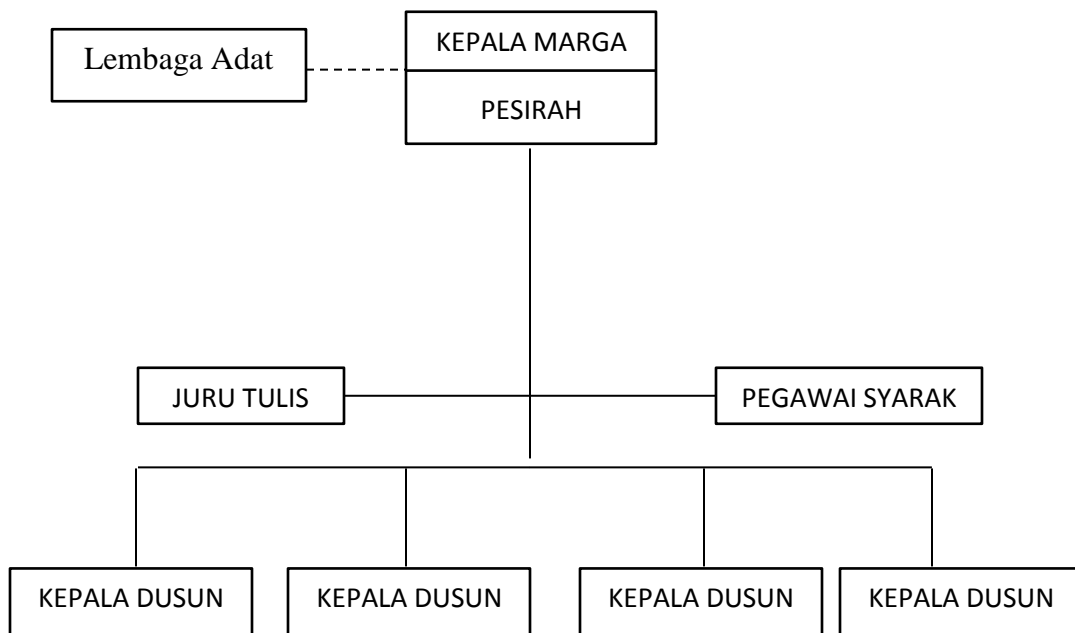 Lembaga Adat
KEPALA MARGA
PESIRAH
JURU TULIS
PEGAWAI SYARAK
KEPALA DUSUN
KEPALA DUSUN
KEPALA DUSUN
KEPALA DUSUN